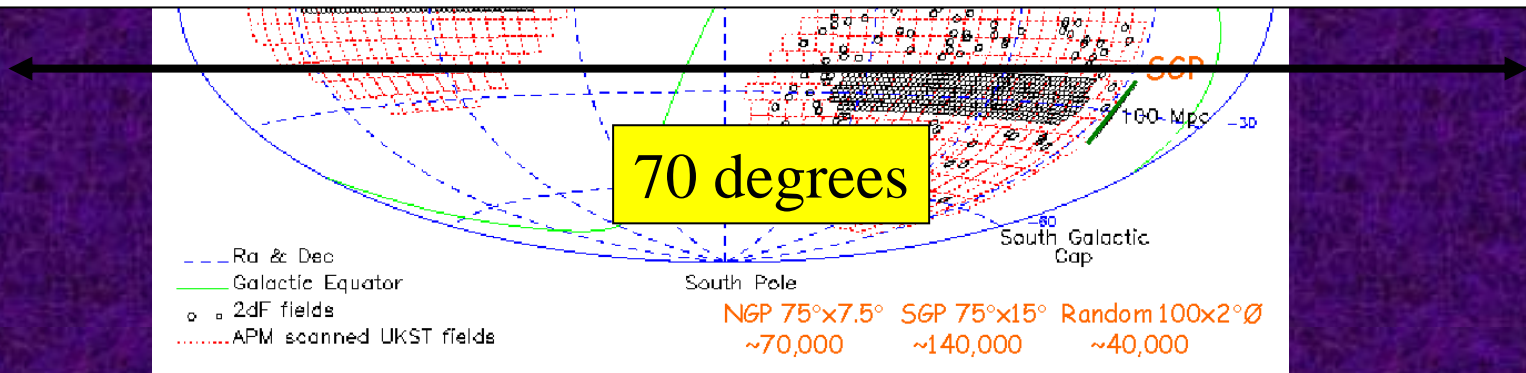 SGP
100 Mpc
-30
70 degrees
-60
South Galactic
Cap
Ra & Dec
Galactic Equator
South Pole
2dF fields
APM scanned UKST fields
NGP 75°x7.5° SGP 75°x15° Random 100x2°Ø
~70,000 ~140,000 ~40,000